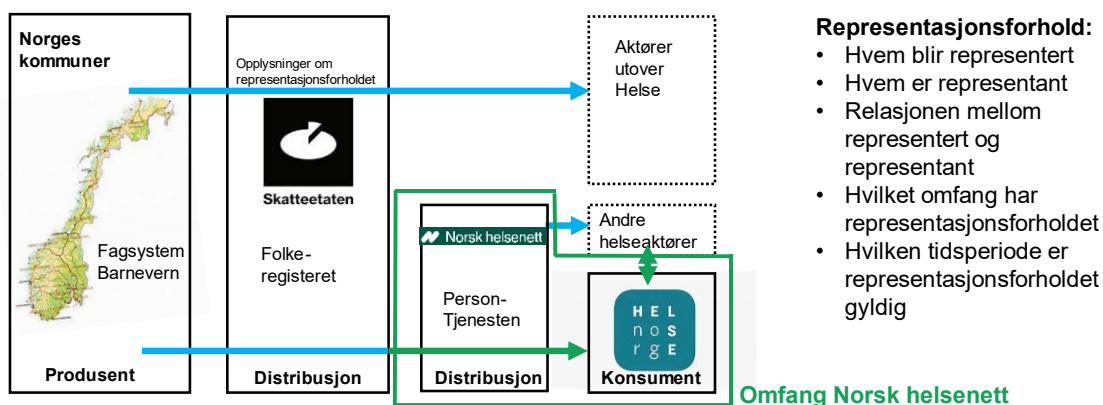 Norges
kommuner
Fagsystem
Barnevern
Produsent
Opplysninger om
representasjonsforholdet
Skatteetaten
Folke-
registeret
Distribusjon
Norsk helsenett
Person-
Tjenesten
Distribusjon
Aktører
utover
Helse
Andre
helseaktører
HEL
noS
rgE
Konsument
Omfang Norsk helsenett
Representasjonsforhold:
• Hvem blir representert
• Hvem er representant
• Relasjonen mellom
representert og
representant
• Hvilket omfang har
representasjonsforholdet
• Hvilken tidsperiode er
representasjonsforholdet
gyldig